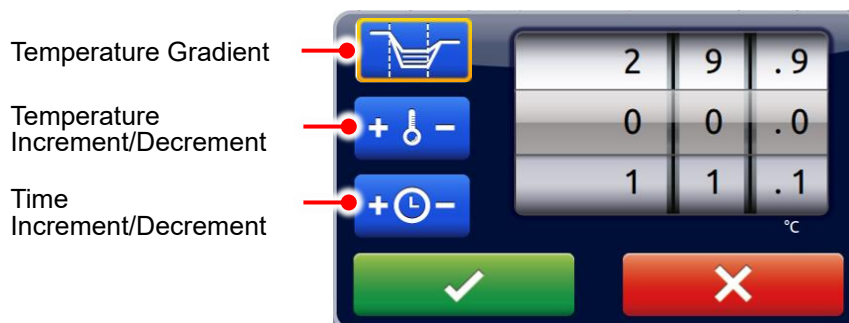 Temperature Gradient
Temperature
Increment/Decrement
Time
Increment/Decrement
+ -
+ -
2 9 .9
0 0 .0
1 1 .1
°C